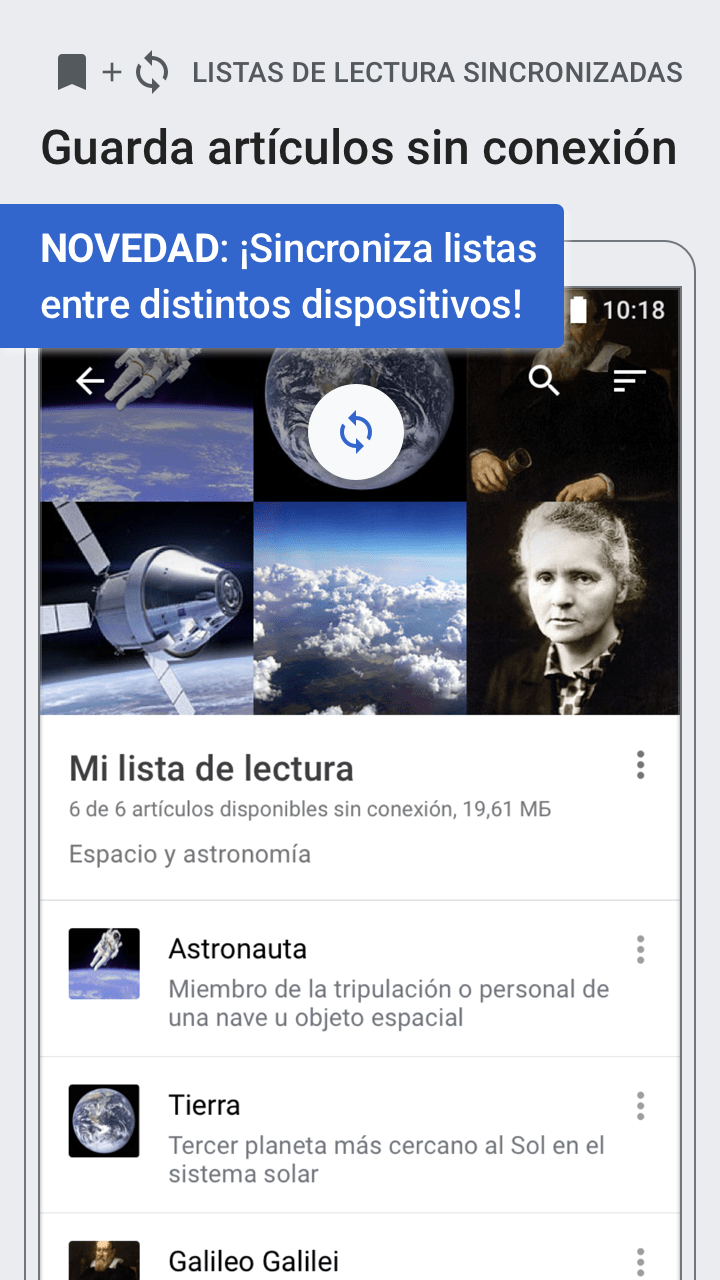 LISTAS DE LECTURA SINCRONIZADAS
Guarda artículos sin conexión
NOVEDAD: ¡Sincroniza listas
entre distintos dispositivos!
10:18
Mi lista de lectura
6 de 6 artículos disponibles sin conexión, 19,61 МБ
Espacio y astronomía
Astronauta
Miembro de la tripulación o personal de
una nave u objeto espacial
Tierra
Tercer planeta más cercano al Sol en el
sistema solar
Galileo Galilei